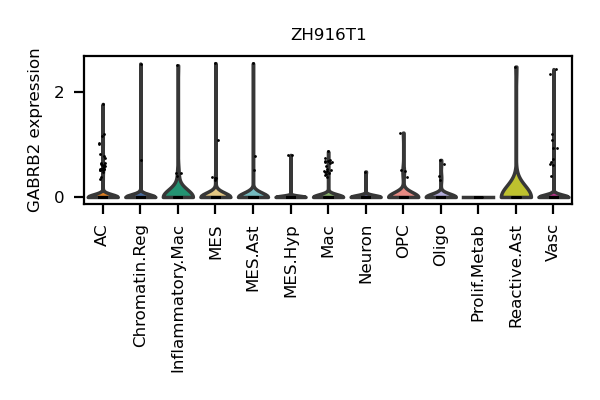 ZH916T1
GABRB2 expression
2
0
AC
Chromatin.Reg
Inflammatory.Mac
MES
MES.Ast
MES.Hyp
Mac
Neuron
OPC
Oligo
Prolif.Metab
Reactive.Ast
Vasc